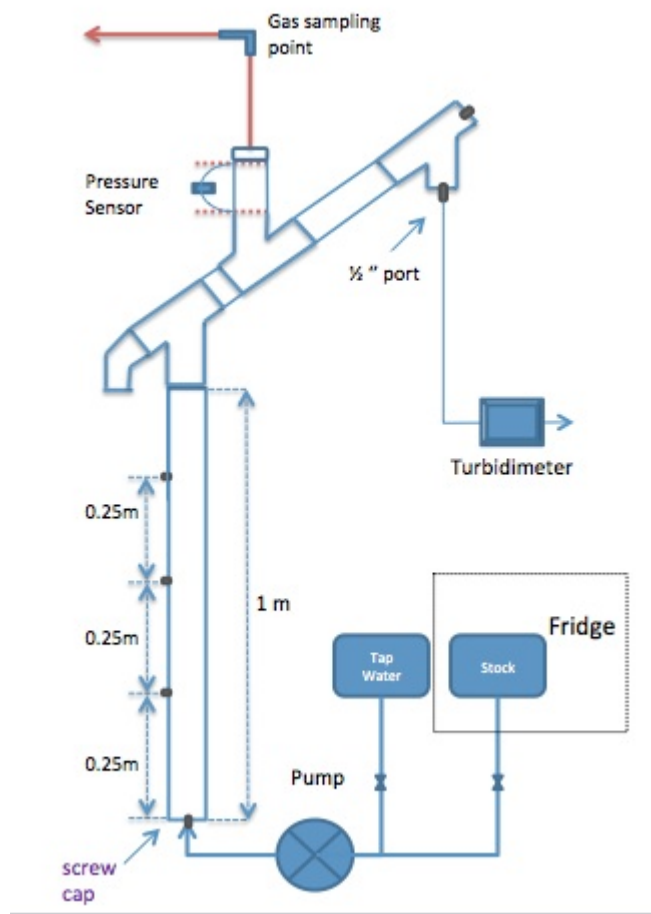 Gas sampling
point
Pressure
Sensor
½ ” port
Turbidimeter
0.25m
1 m
0.25m
Fridge
Tap
Water
Stock
0.25m
Pump
screw
cap